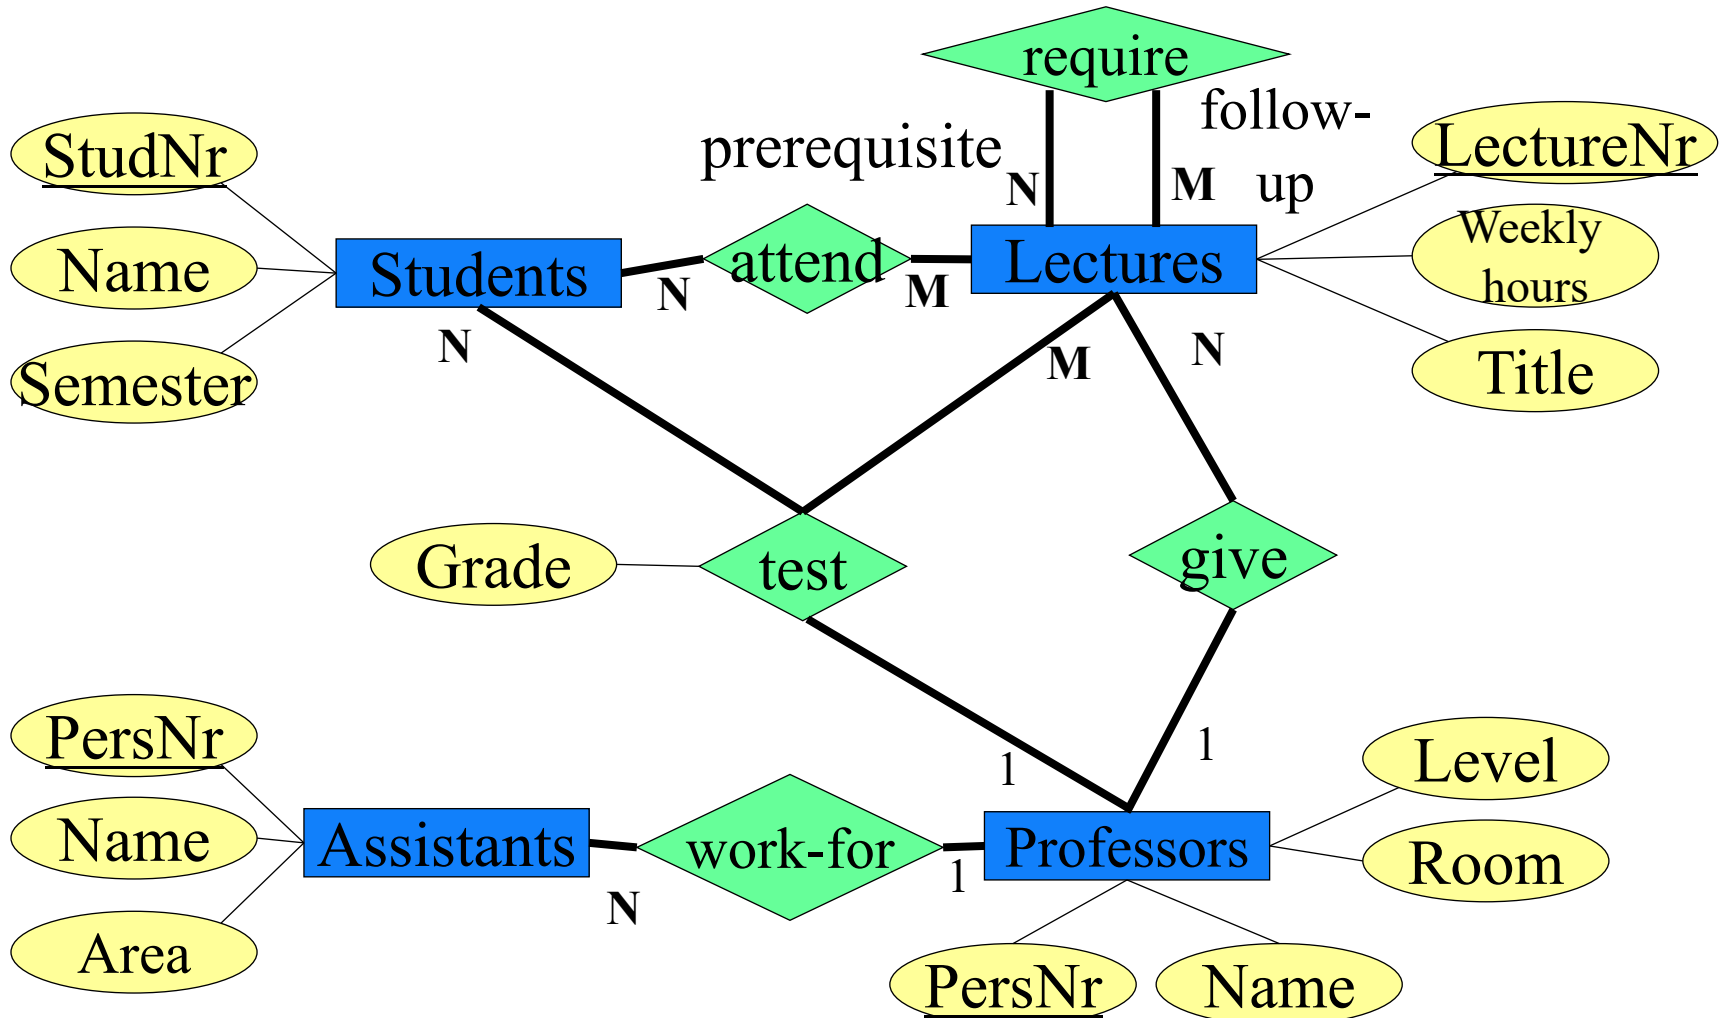 require
follow-
prerequisite
up
N
M
StudNr
LectureNr
Name
Students
N
attend
M
Lectures
Weekly
hours
Semester
N
M
N
Title
Grade
test
give
1
1
PersNr
Level
Name
Assistants
N
work-for
1
Professors
Room
Area
PersNr
Name